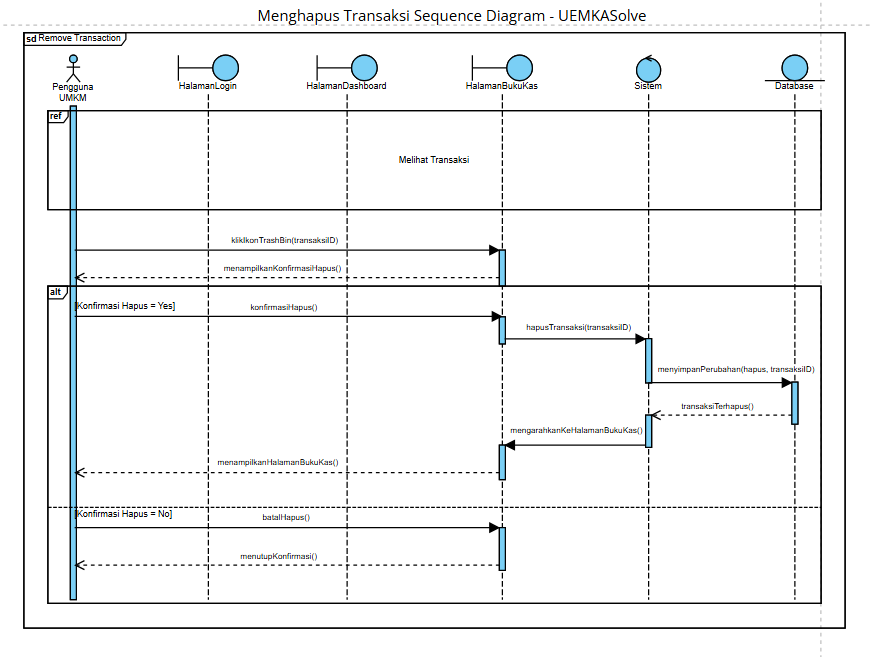 Menghapus Transaksi Sequence Diagram - UEMKASolve
sd Remove Transaction
Pengguna
UMKM
HalamanLogin
HalamanDashboard
HalamanBukuKas
Sistem
Database
ref
Melihat Transaksi
klikIkonTrashBin(transaksiID)
menampilkanKonfirmasiHapus()
alt
[Konfirmasi Hapus = Yes]
konfirmasiHapus()
hapusTransaksi(transaksiID)
menyimpanPerubahan(hapus, transaksiID)
transaksiTerhapus()
mengarahkanKeHalamanBukuKas()
menampilkanHalamanBukuKas()
[Konfirmasi Hapus = No]
batalHapus()
menutupKonfirmasi()